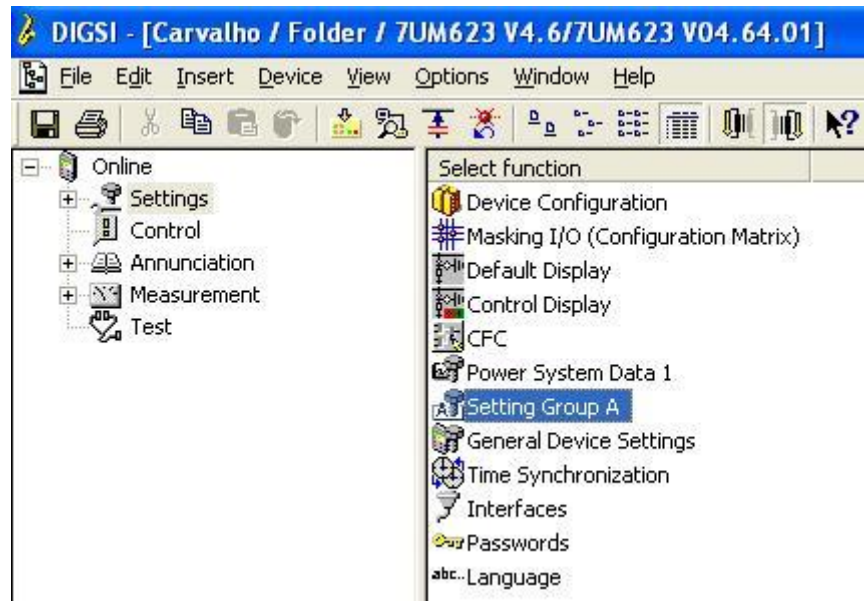 DIGSI - [Carvalho / Folder / 7UM623 V4.6/7UM623 V04.64.01]
File Edit Insert Device View Options Window Help
Online
Settings
Control
Annunciation
Measurement
Test
Select function
Device Configuration
Masking I/O (Configuration Matrix)
Default Display
Control Display
CFC
Power System Data 1
Setting Group A
General Device Settings
Time Synchronization
Interfaces
Passwords
abc..Language